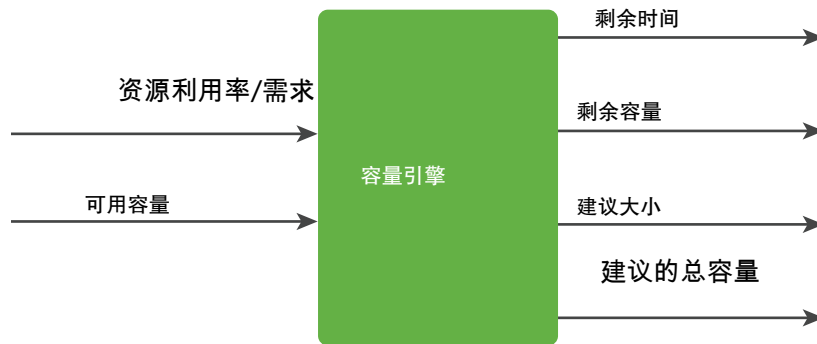 剩余时间
资源利用率/需求
剩余容量
容量引擎
可用容量
建议大小
建议的总容量